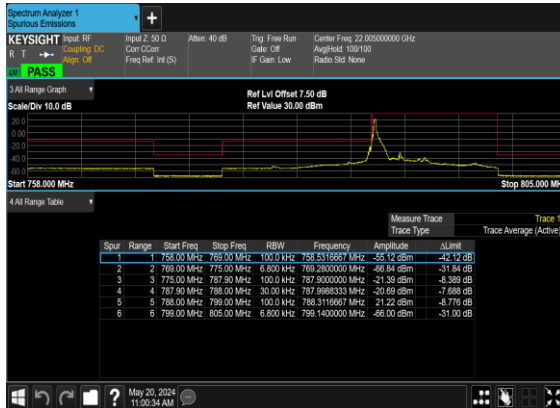 Spectrum Analyzer 1
Spurious Emissions
KEYSIGHT Input: RF Input Z: 50 Ω Atten: 40 dB Trig: Free Run Center Freq: 22.005000000 GHz
R T Coupling: DC Corr CCorr Gate: Off Avg|Hold: 100/100
Align: Off Freq Ref: Int (S) IF Gain: Low Radio Std: None
PASS
3 All Range Graph
Scale/Div 10.0 dB
Ref Lvl Offset 7.50 dB
Ref Value 30.00 dBm
20.0
0.00
-20.0
-40.0
-60.0
Start 758.000 MHz Stop 805.000 MH
4 All Range Table
Measure Trace Trace 1
Trace Type Trace Average (Active)
Spur Range Start Freq Stop Freq RBW Frequency Amplitude ΔLimit
1 1 758.00 MHz 769.00 MHz 100.0 kHz 758.5316667 MHz -55.12 dBm -42.12 dB
2 2 769.00 MHz 775.00 MHz 6.800 kHz 769.2800000 MHz -66.84 dBm -31.84 dB
3 3 775.00 MHz 787.90 MHz 100.0 kHz 787.9000000 MHz -21.39 dBm -8.389 dB
4 4 787.90 MHz 788.00 MHz 30.00 kHz 787.9988333 MHz -20.69 dBm -7.688 dB
5 5 788.00 MHz 799.00 MHz 100.0 kHz 788.3116667 MHz 21.22 dBm -8.776 dB
6 6 799.00 MHz 805.00 MHz 6.800 kHz 799.1400000 MHz -66.00 dBm -31.00 dB
May 20, 2024
11:00:34 AM